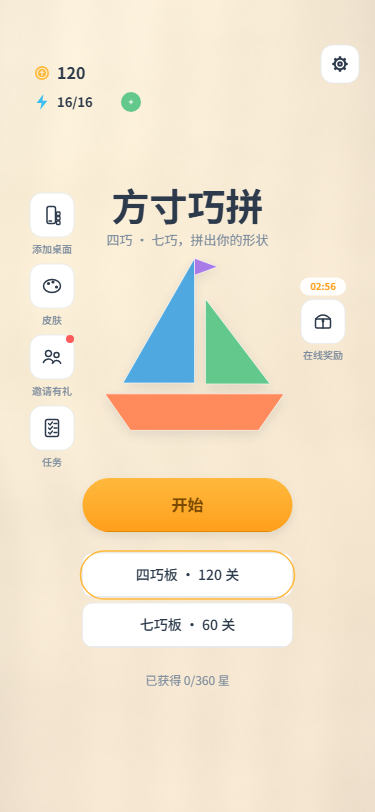 120
16/16
方寸巧拼
四巧 · 七巧，拼出你的形状
添加桌面
皮肤
邀请有礼
任务
02:56
在线奖励
开始
四巧板 · 120 关
七巧板 · 60 关
已获得 0/360 星